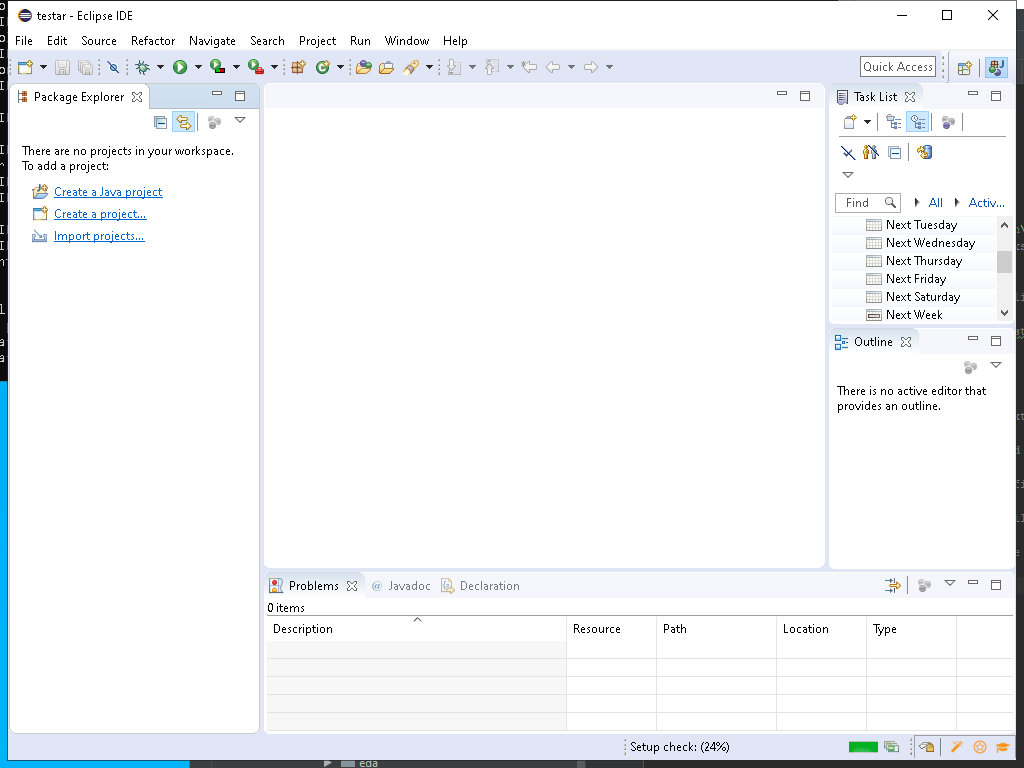 testar - Eclipse IDE
File Edit Source Refactor Navigate Search Project Run Window Help
Quick Access
Package Explorer
There are no projects in your workspace.
To add a project:
Create a Java project
Create a project...
Import projects...
Task List
Find All Activ...
Next Tuesday
Next Wednesday
Next Thursday
Next Friday
Next Saturday
Next Week
Outline
There is no active editor that
provides an outline.
Problems @ Javadoc Declaration
0 items
Description Resource Path Location Type
Setup check: (24%)
eda